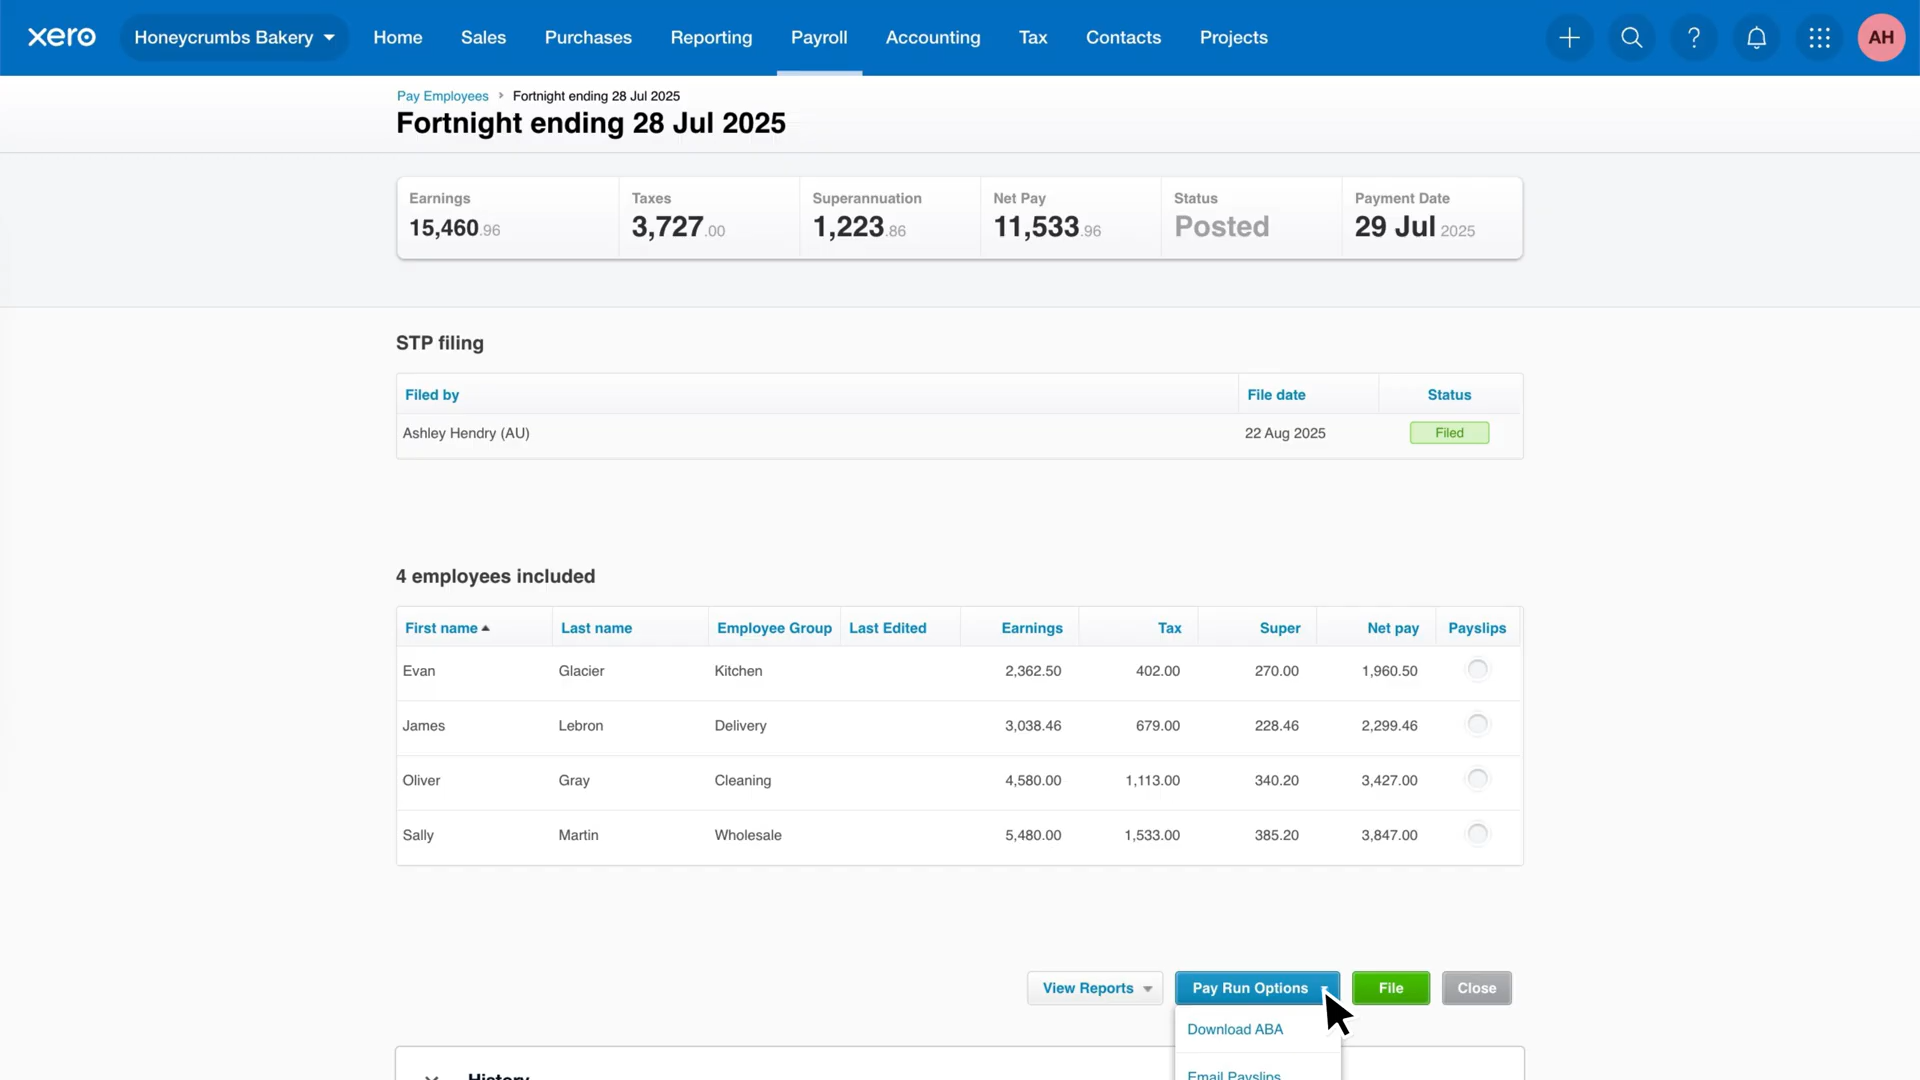 xero
Honeycrumbs Bakery
Home
Sales
Purchases
Reporting
Payroll
Accounting
Tax
Contacts
Projects
AH
Pay Employees › Fortnight ending 28 Jul 2025
Fortnight ending 28 Jul 2025
Earnings
15,460.96
Taxes
3,727.00
Superannuation
1,223.86
Net Pay
11,533.96
Status
Posted
Payment Date
29 Jul 2025
STP filing
Filed by File date Status
Ashley Hendry (AU) 22 Aug 2025 Filed
4 employees included
First name Last name Employee Group Last Edited Earnings Tax Super Net pay Payslips
Evan Glacier Kitchen 2,362.50 402.00 270.00 1,960.50
James Lebron Delivery 3,038.46 679.00 228.46 2,299.46
Oliver Gray Cleaning 4,580.00 1,113.00 340.20 3,427.00
Sally Martin Wholesale 5,480.00 1,533.00 385.20 3,847.00
View Reports
Pay Run Options
File
Close
Download ABA
Email Payslips
History